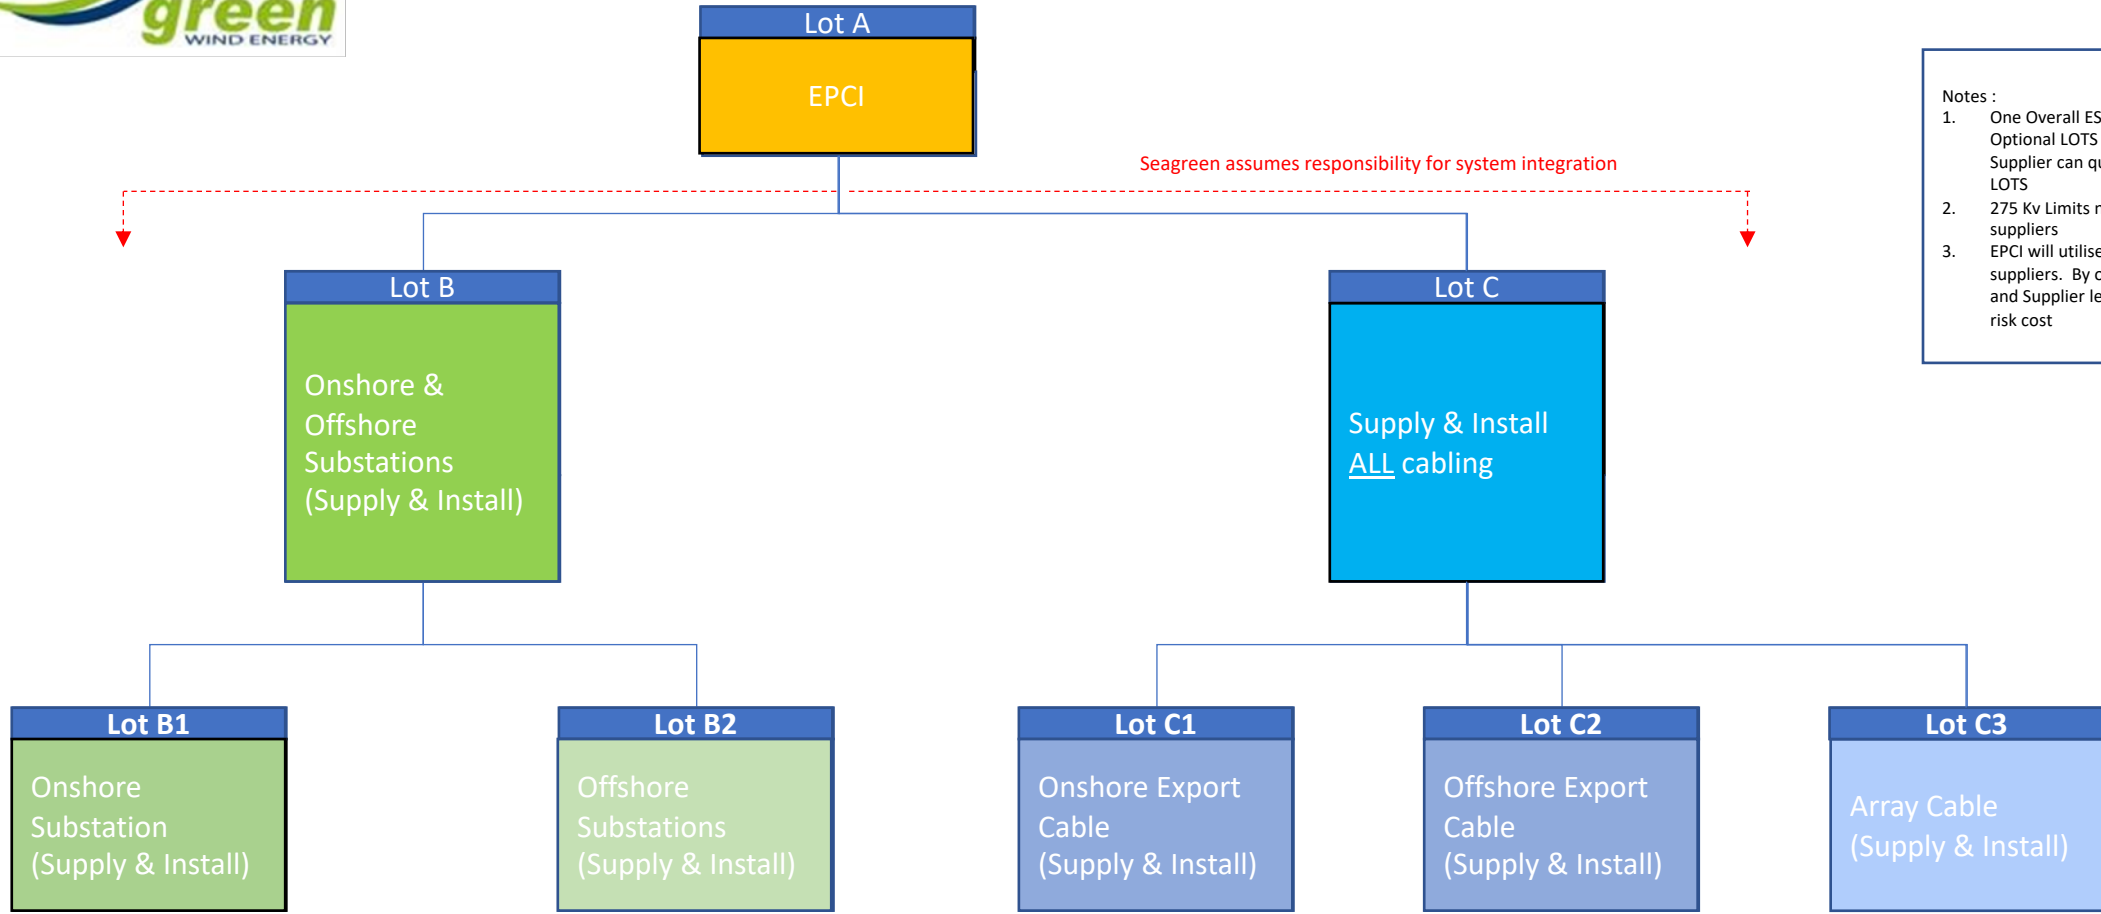 green
WIND ENERGY
Lot A
EPCI
Seagreen assumes responsibility for system integration
Notes :
1. One Overall
Optional LOTS
Supplier can
LOTS
2. 275 Kv Limits
suppliers
3. EPCI will utilise
suppliers. By
and Supplier
risk cost
Lot B
Onshore &
Offshore
Substations
(Supply & Install)
Lot C
Supply & Install
ALL cabling
Lot B1
Onshore
Substation
(Supply & Install)
Lot B2
Offshore
Substations
(Supply & Install)
Lot C1
Onshore Export
Cable
(Supply & Install)
Lot C2
Offshore Export
Cable
(Supply & Install)
Lot C3
Array Cable
(Supply & Install)